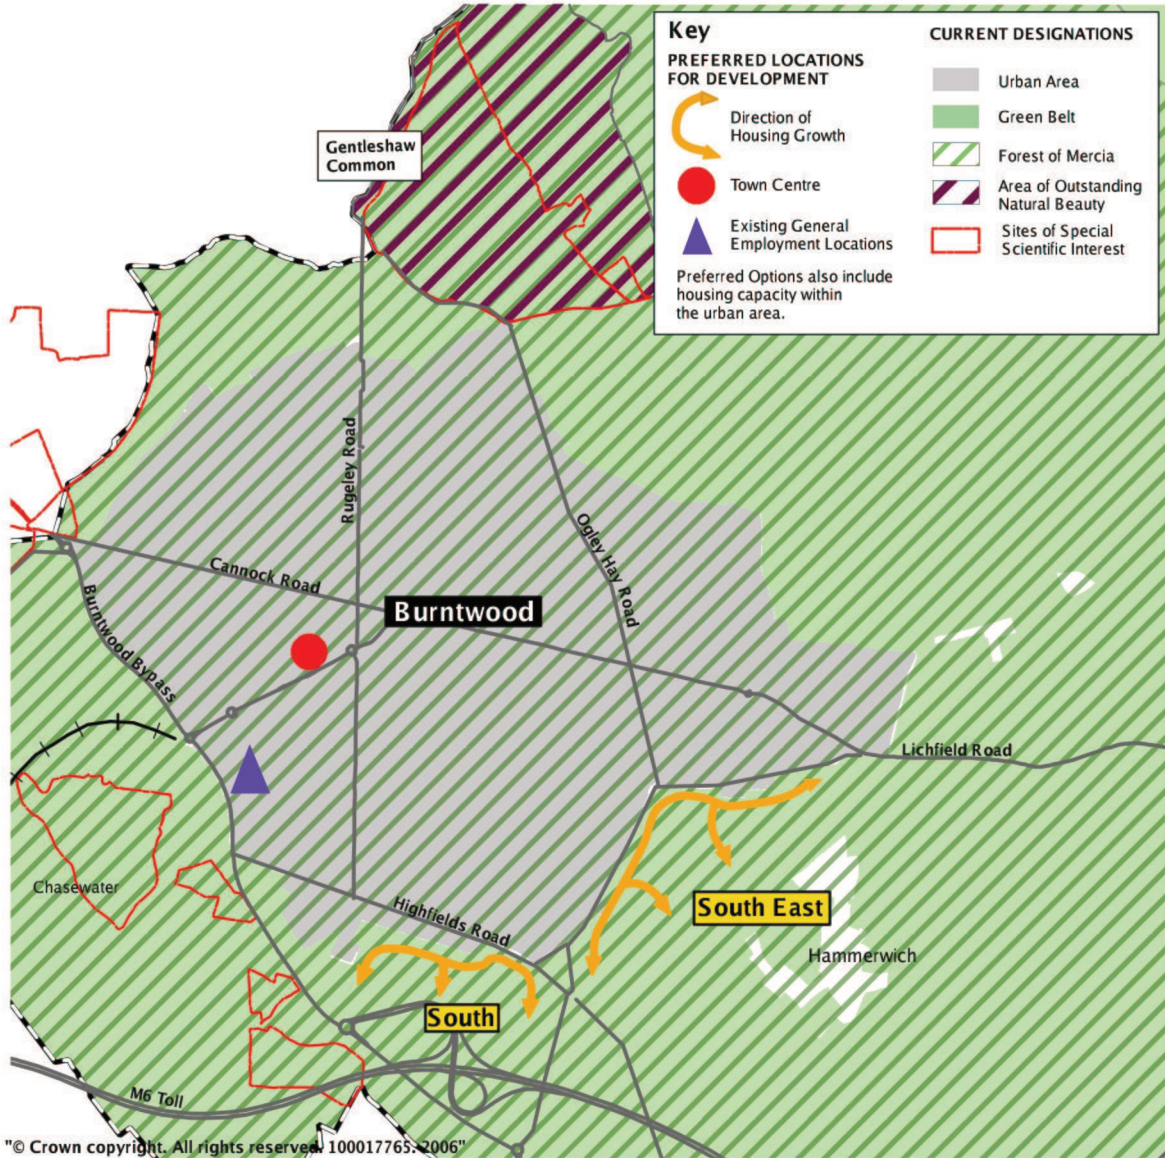 Key
PREFERRED LOCATIONS
FOR DEVELOPMENT
Direction of
Housing Growth
Town Centre
Existing General
Employment Locations
Preferred Options also include
housing capacity within
the urban area.
CURRENT DESIGNATIONS
Urban Area
Green Belt
Forest of Mercia
Area of Outstanding
Natural Beauty
Sites of Special
Scientific Interest
Gentleshaw
Common
Rugeley Road
Ogley Hay Road
Cannock Road
Burntwood
Burntwood Bypass
Lichfield Road
Chasewater
Highfields Road
South East
Hammerwich
South
M6 Toll
"© Crown copyright. All rights reserved. 100017765. 2006"